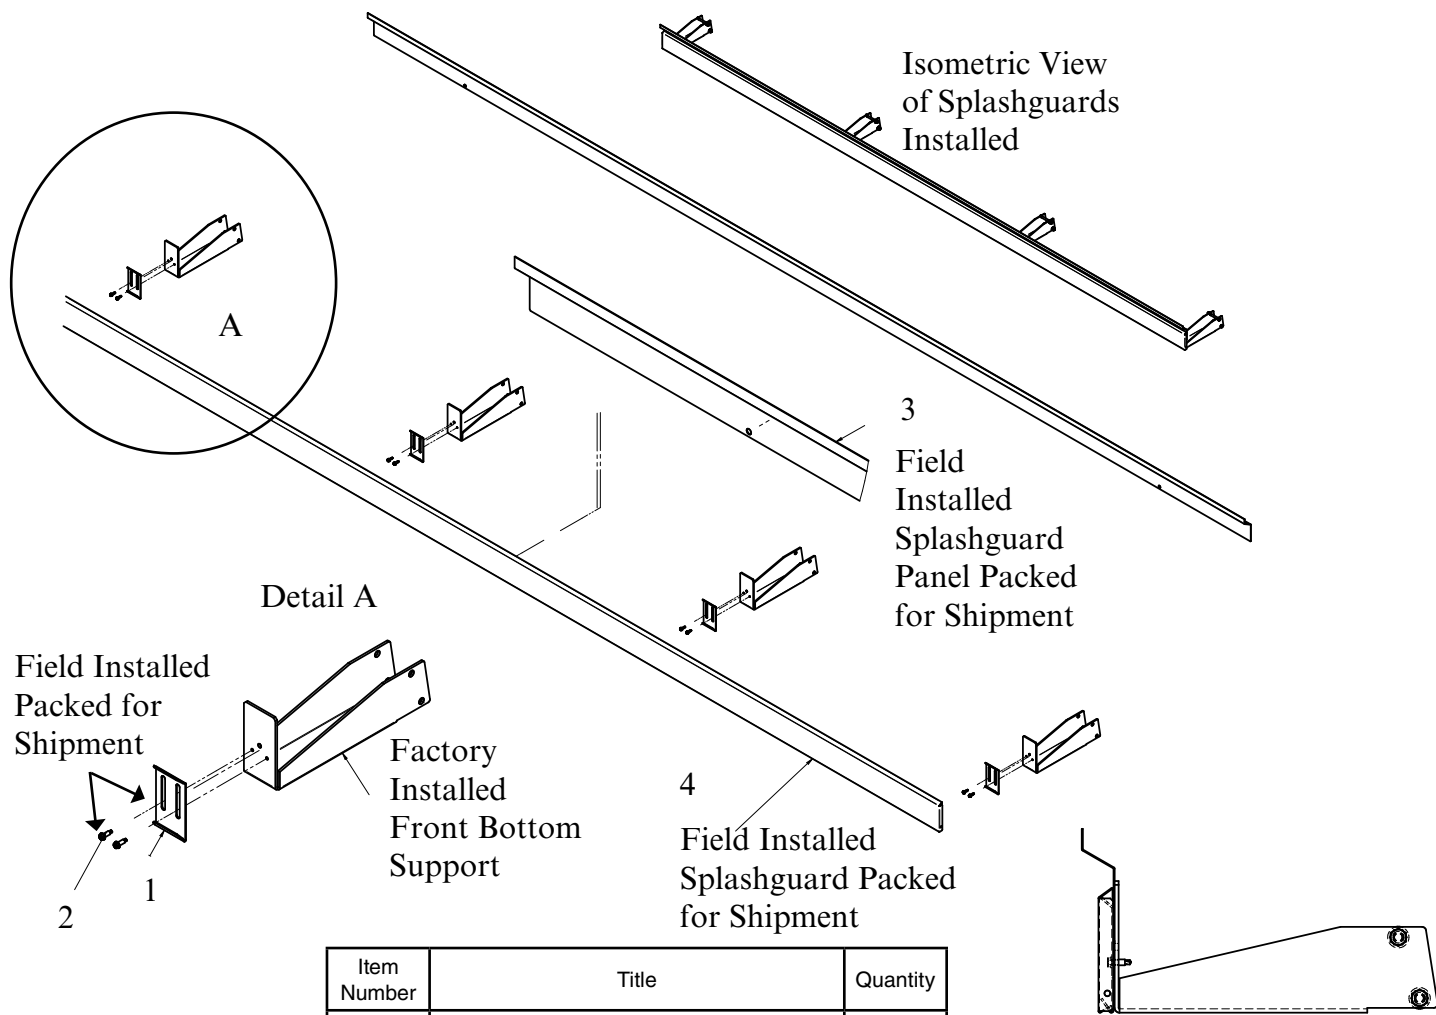 Isometric View
of Splashguards
Installed
A
3
Field
Installed
Splashguard
Panel Packed
for Shipment
Detail A
Field Installed
Packed for
Shipment
Factory
Installed
Front Bottom
Support
1
2
4
Field Installed
Splashguard Packed
for Shipment
Item
Number
Title
Quantity